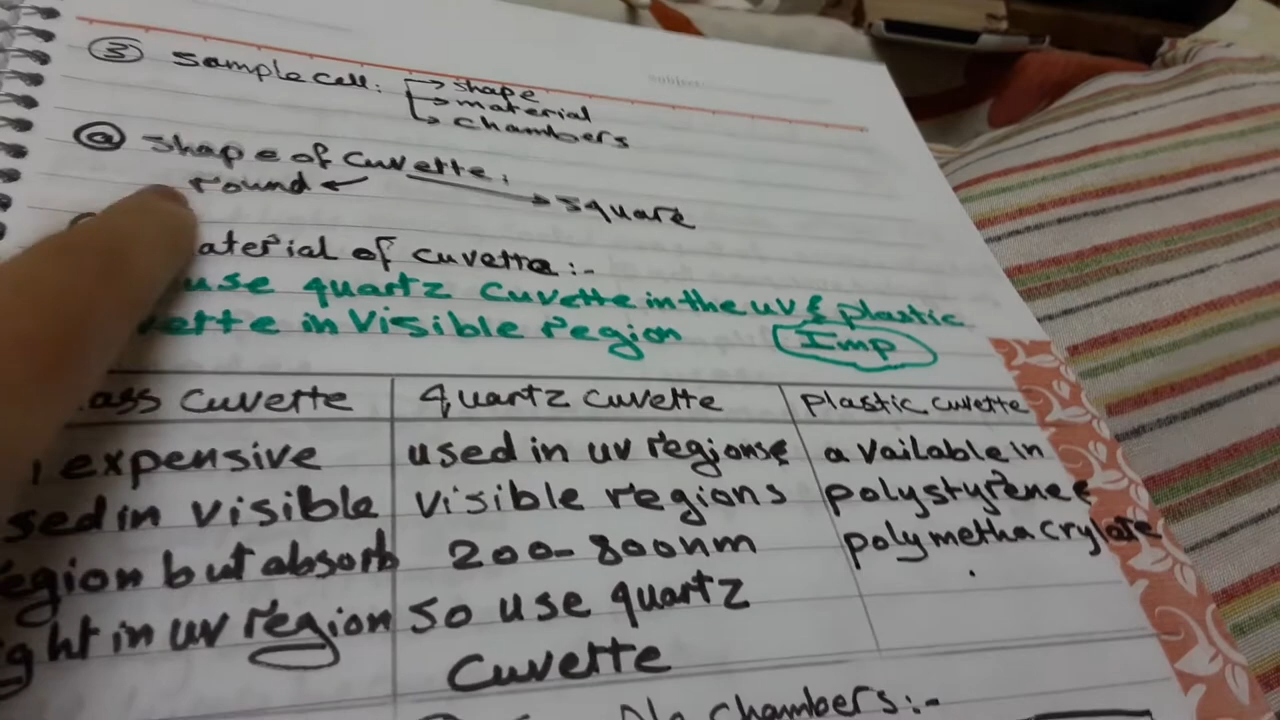 subject:
③ Sample cell: → shape
→ material
→ chambers
ⓐ Shape of cuvette:
round ← → square
aterial of cuvette :-
use quartz cuvette in the uv & plastic
ette in Visible region Imp
ass cuvette
expensive
sed in visible
egion but absorb
ght in uv region
quartz cuvette
used in uv regions &
visible regions
200-800nm
so use quartz
cuvette
plastic cuvette
available in
polystyrene &
polymethacrylate
chambers:-